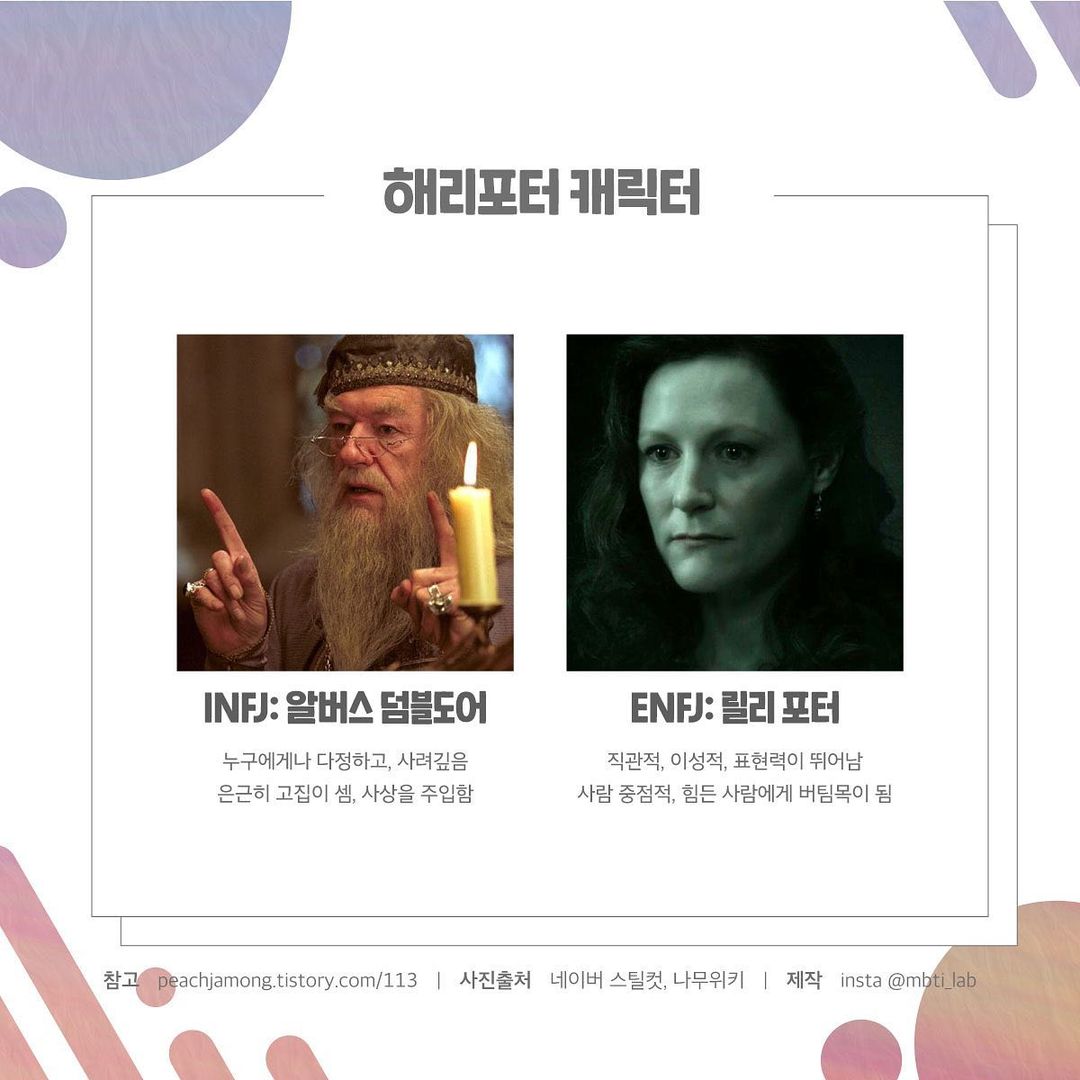 해리포터 캐릭터
INFJ: 알버스 덤블도어
누구에게나 다정하고, 사려깊음
은근히 고집이 셈, 사상을 주입함
ENFJ: 릴리 포터
직관적, 이성적, 표현력이 뛰어남
사람 중점적, 힘든 사람에게 버팀목이 됨
참고 peachjamong.tistory.com/113 | 사진출처 네이버 스틸컷, 나무위키 | 제작 insta @mbti_lab